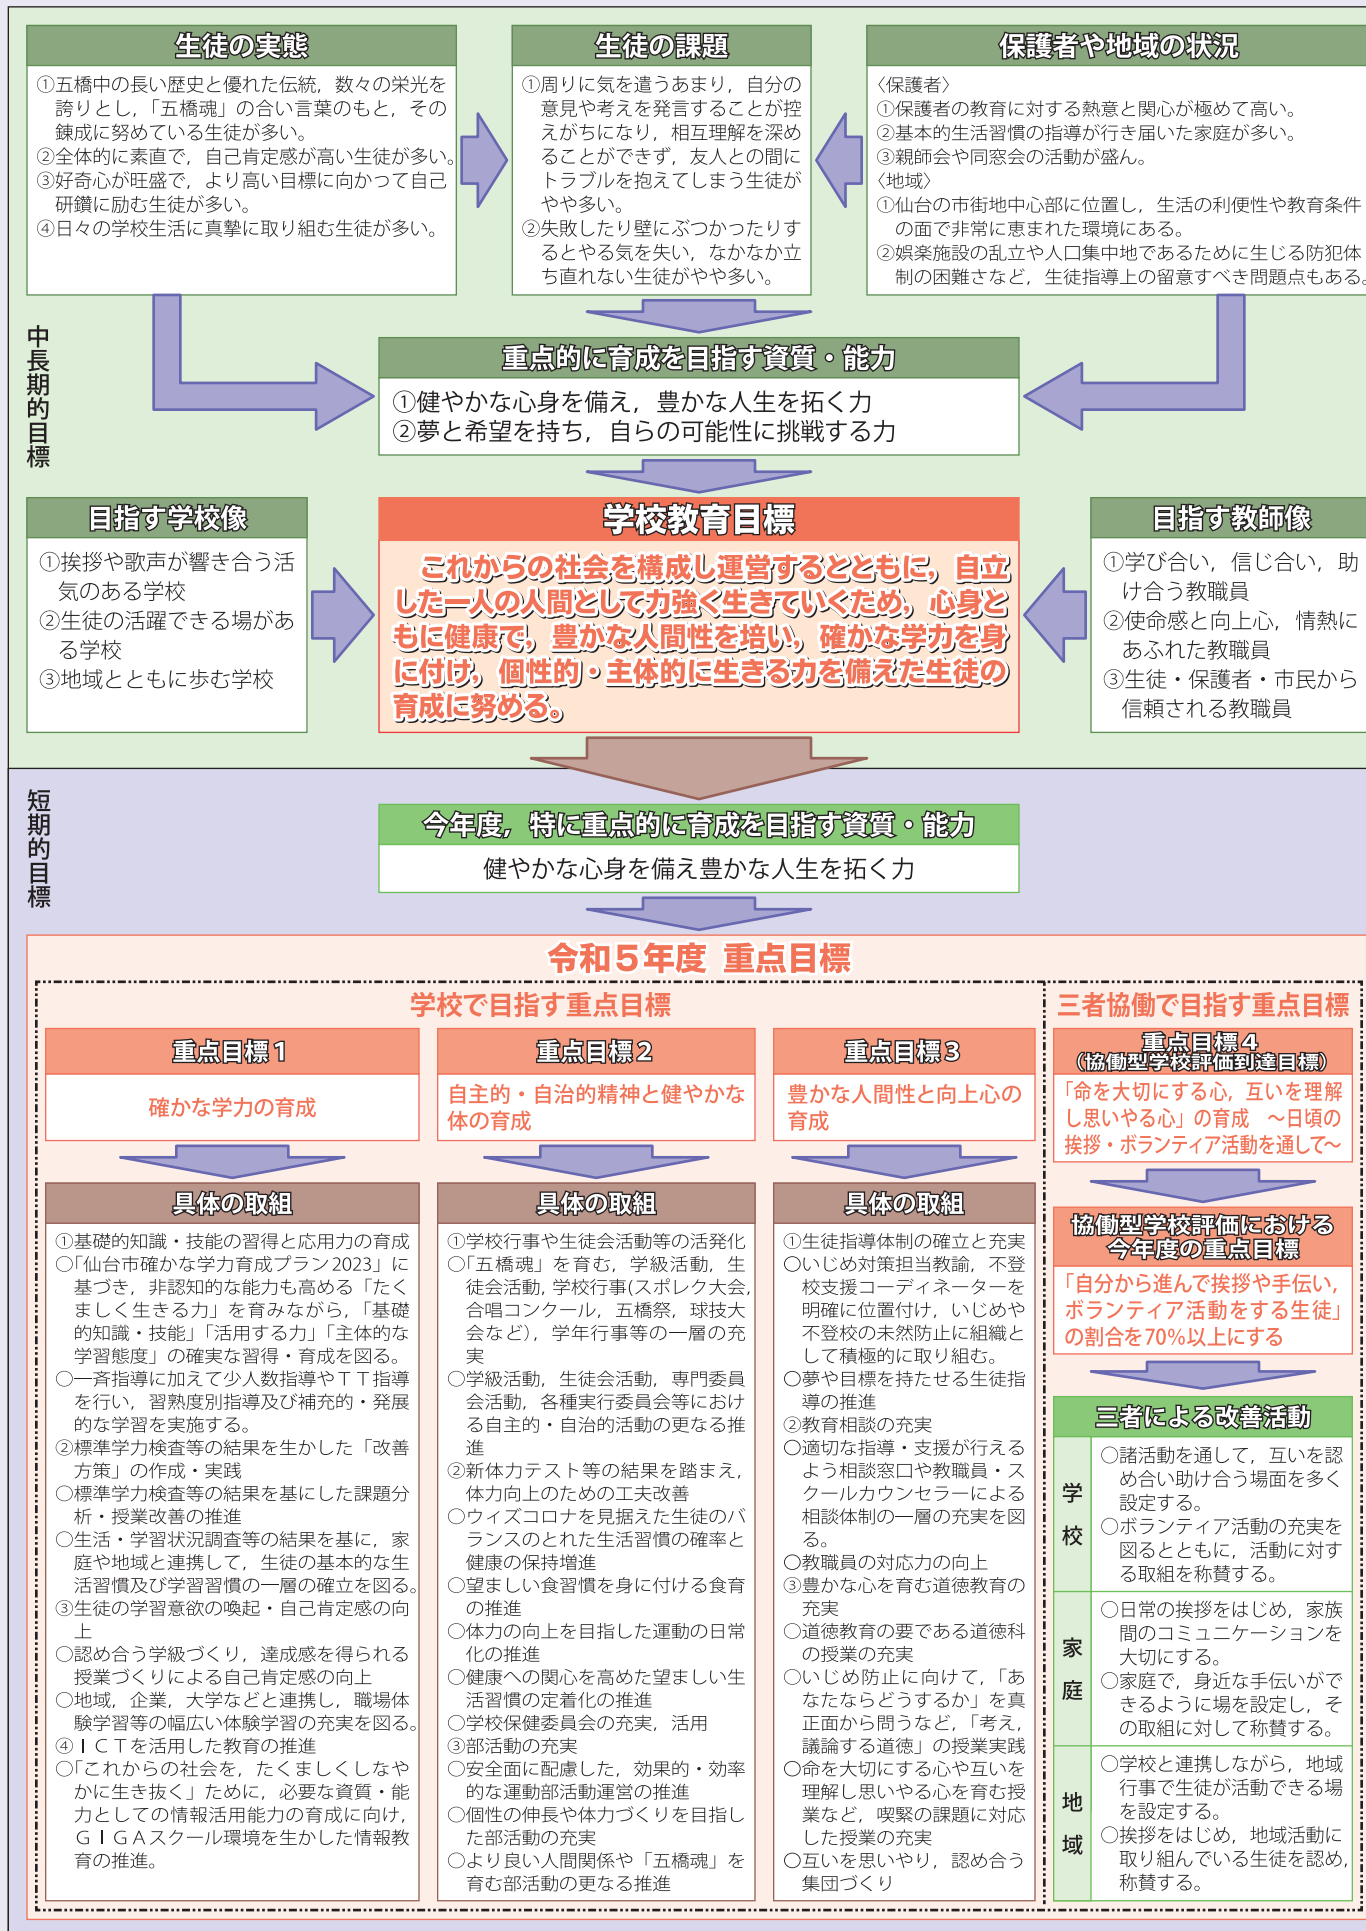 生徒の実態
①五橋中の長い歴史と優れた伝統，数々の栄光を
誇りとし，「五橋魂」の合い言葉のもと，その
錬成に努めている生徒が多い。
②全体的に素直で，自己肯定感が高い生徒が多い。
③好奇心が旺盛で，より高い目標に向かって自己
研鑽に励む生徒が多い。
④日々の学校生活に真摯に取り組む生徒が多い。
生徒の課題
①周りに気を遣うあまり，自分の
意見や考えを発言することが控
えがちになり，相互理解を深め
ることができず，友人との間に
トラブルを抱えてしまう生徒が
やや多い。
②失敗したり壁にぶつかったりす
るとやる気を失い，なかなか立
ち直れない生徒がやや多い。
保護者や地域の状況
〈保護者〉
①保護者の教育に対する熱意と関心が極めて高い。
②基本的生活習慣の指導が行き届いた家庭が多い。
③親師会や同窓会の活動が盛ん。
〈地域〉
①仙台の市街地中心部に位置し，生活の利便性や教育条件
の面で非常に恵まれた環境にある。
②娯楽施設の乱立や人口集中地であるために生じる防犯体
制の困難さなど，生徒指導上の留意すべき問題点もある。
中長期的目標
重点的に育成を目指す資質・能力
①健やかな心身を備え，豊かな人生を拓く力
②夢と希望を持ち，自らの可能性に挑戦する力
目指す学校像
①挨拶や歌声が響き合う活
気のある学校
②生徒の活躍できる場があ
る学校
③地域とともに歩む学校
学校教育目標
これからの社会を構成し運営するとともに，自立
した一人の人間として力強く生きていくため，心身と
もに健康で，豊かな人間性を培い，確かな学力を身
に付け，個性的・主体的に生きる力を備えた生徒の
育成に努める。
目指す教師像
①学び合い，信じ合い，助
け合う教職員
②使命感と向上心，情熱に
あふれた教職員
③生徒・保護者・市民から
信頼される教職員
短期的目標
今年度，特に重点的に育成を目指す資質・能力
健やかな心身を備え豊かな人生を拓く力
令和５年度 重点目標
学校で目指す重点目標
重点目標１
確かな学力の育成
具体の取組
①基礎的知識・技能の習得と応用力の育成
○「仙台市確かな学力育成プラン2023」に
基づき，非認知的な能力も高める「たく
ましく生きる力」を育みながら，「基礎
的知識・技能」「活用する力」「主体的な
学習態度」の確実な習得・育成を図る。
○一斉指導に加えて少人数指導やＴＴ指導
を行い，習熟度別指導及び補充的・発展
的な学習を実施する。
②標準学力検査等の結果を生かした「改善
方策」の作成・実践
○標準学力検査等の結果を基にした課題分
析・授業改善の推進
○生活・学習状況調査等の結果を基に，家
庭や地域と連携して，生徒の基本的な生
活習慣及び学習習慣の一層の確立を図る。
③生徒の学習意欲の喚起・自己肯定感の向
上
○認め合う学級づくり，達成感を得られる
授業づくりによる自己肯定感の向上
○地域，企業，大学などと連携し，職場体
験学習等の幅広い体験学習の充実を図る。
④ＩＣＴを活用した教育の推進
○「これからの社会を，たくましくしなや
かに生き抜く」ために，必要な資質・能
力としての情報活用能力の育成に向け，
ＧＩＧＡスクール環境を生かした情報教
育の推進。
重点目標２
自主的・自治的精神と健やかな
体の育成
具体の取組
①学校行事や生徒会活動等の活発化
○「五橋魂」を育む，学級活動，生
徒会活動，学校行事(スポレク大会，
合唱コンクール，五橋祭，球技大
会など)，学年行事等の一層の充
実
○学級活動，生徒会活動，専門委員
会活動，各種実行委員会等におけ
る自主的・自治的活動の更なる推
進
②新体力テスト等の結果を踏まえ，
体力向上のための工夫改善
○ウィズコロナを見据えた生徒のバ
ランスのとれた生活習慣の確率と
健康の保持増進
○望ましい食習慣を身に付ける食育
の推進
○体力の向上を目指した運動の日常
化の推進
○健康への関心を高めた望ましい生
活習慣の定着化の推進
○学校保健委員会の充実，活用
③部活動の充実
○安全面に配慮した，効果的・効率
的な運動部活動運営の推進
○個性の伸長や体力づくりを目指し
た部活動の充実
○より良い人間関係や「五橋魂」を
育む部活動の更なる推進
重点目標３
豊かな人間性と向上心の
育成
具体の取組
①生徒指導体制の確立と充実
○いじめ対策担当教諭，不登
校支援コーディネーターを
明確に位置付け，いじめや
不登校の未然防止に組織と
して積極的に取り組む。
○夢や目標を持たせる生徒指
導の推進
②教育相談の充実
○適切な指導・支援が行える
よう相談窓口や教職員・ス
クールカウンセラーによる
相談体制の一層の充実を図
る。
○教職員の対応力の向上
③豊かな心を育む道徳教育の
充実
○道徳教育の要である道徳科
の授業の充実
○いじめ防止に向けて，「あ
なたならどうするか」を真
正面から問うなど，「考え，
議論する道徳」の授業実践
○命を大切にする心や互いを
理解し思いやる心を育む授
業など，喫緊の課題に対応
した授業の充実
○互いを思いやり，認め合う
集団づくり
三者協働で目指す重点目標
重点目標４
（協働型学校評価到達目標）
「命を大切にする心，互いを理解
し思いやる心」の育成　～日頃の
挨拶・ボランティア活動を通して～
協働型学校評価における
今年度の重点目標
「自分から進んで挨拶や手伝い，
ボランティア活動をする生徒」
の割合を70%以上にする
三者による改善活動
学校
○諸活動を通して，互いを認
め合い助け合う場面を多く
設定する。
○ボランティア活動の充実を
図るとともに，活動に対す
る取組を称賛する。
家庭
○日常の挨拶をはじめ，家族
間のコミュニケーションを
大切にする。
○家庭で，身近な手伝いがで
きるように場を設定し，そ
の取組に対して称賛する。
地域
○学校と連携しながら，地域
行事で生徒が活動できる場
を設定する。
○挨拶をはじめ，地域活動に
取り組んでいる生徒を認め，
称賛する。